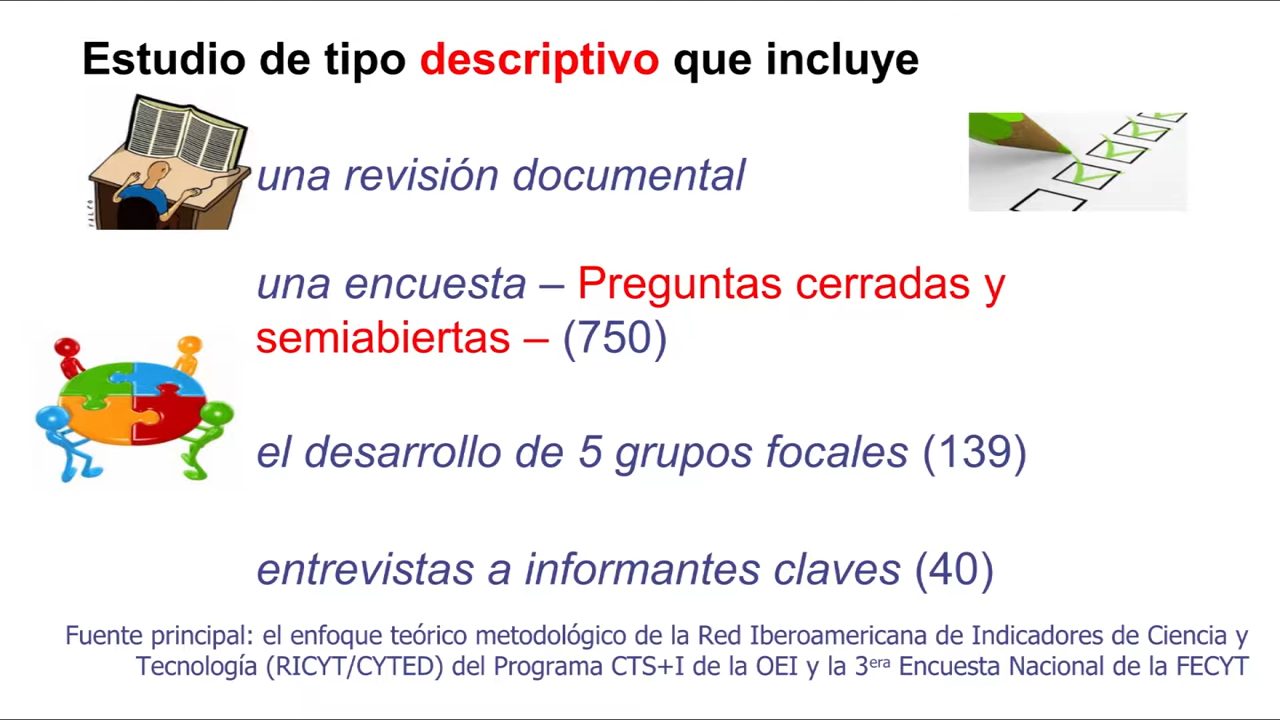 Estudio de tipo descriptivo que incluye
una revisión documental
una encuesta – Preguntas cerradas y
semiabiertas – (750)
el desarrollo de 5 grupos focales (139)
entrevistas a informantes claves (40)
Fuente principal: el enfoque teórico metodológico de la Red Iberoamericana de Indicadores de Ciencia y
Tecnología (RICYT/CYTED) del Programa CTS+I de la OEI y la 3era Encuesta Nacional de la FECYT